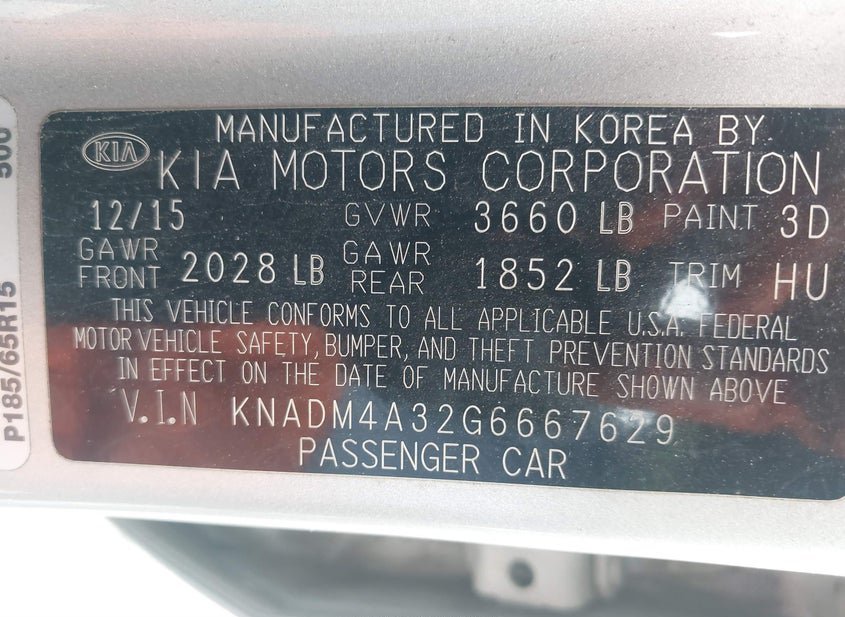 MANUFACTURED IN KOREA BY
KIA
KIA MOTORS CORPORATION
12/15 GVWR 3660 LB PAINT 3D
GAWR FRONT 2028 LB GAWR REAR 1852 LB TRIM HU
THIS VEHICLE CONFORMS TO ALL APPLICABLE U.S.A. FEDERAL
MOTOR VEHICLE SAFETY, BUMPER, AND THEFT PREVENTION STANDARDS
IN EFFECT ON THE DATE OF MANUFACTURE SHOWN ABOVE
V.I.N KNADM4A32G6667629
PASSENGER CAR
P185/65R15